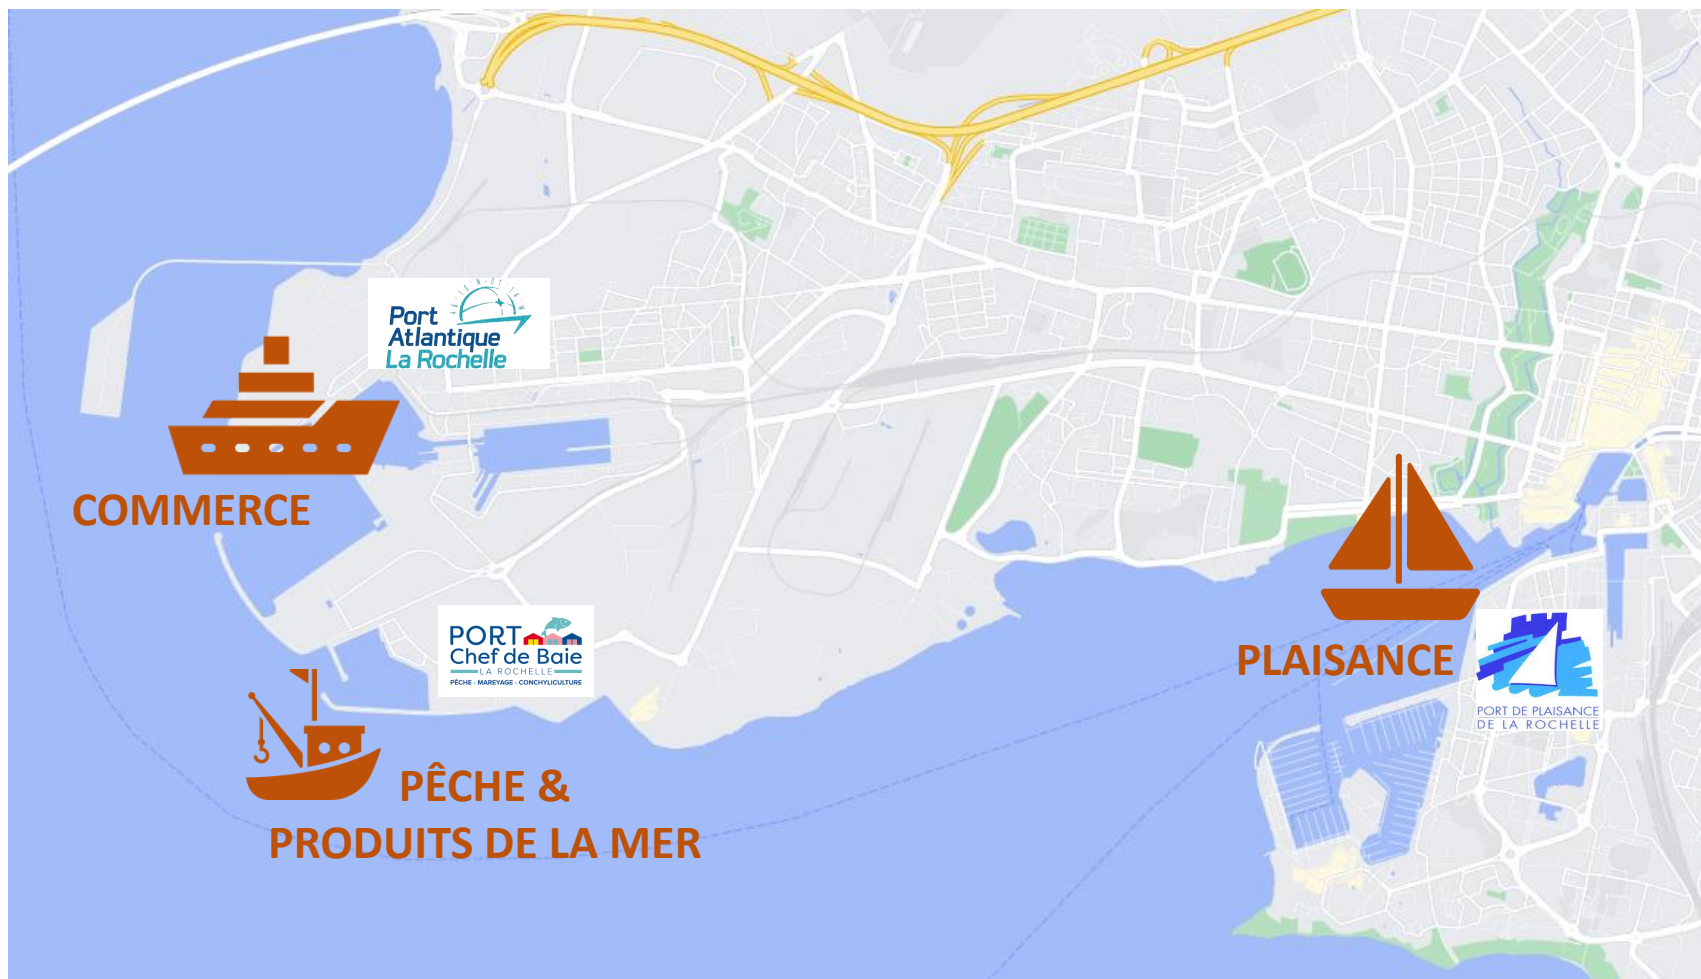 Port
Atlantique
La Rochelle
COMMERCE
PORT
Chef de Baie
LA ROCHELLE
PÊCHE - MAREYAGE - CONCHYLICULTURE
PLAISANCE
PORT DE PLAISANCE
DE LA ROCHELLE
PÊCHE &
PRODUITS DE LA MER